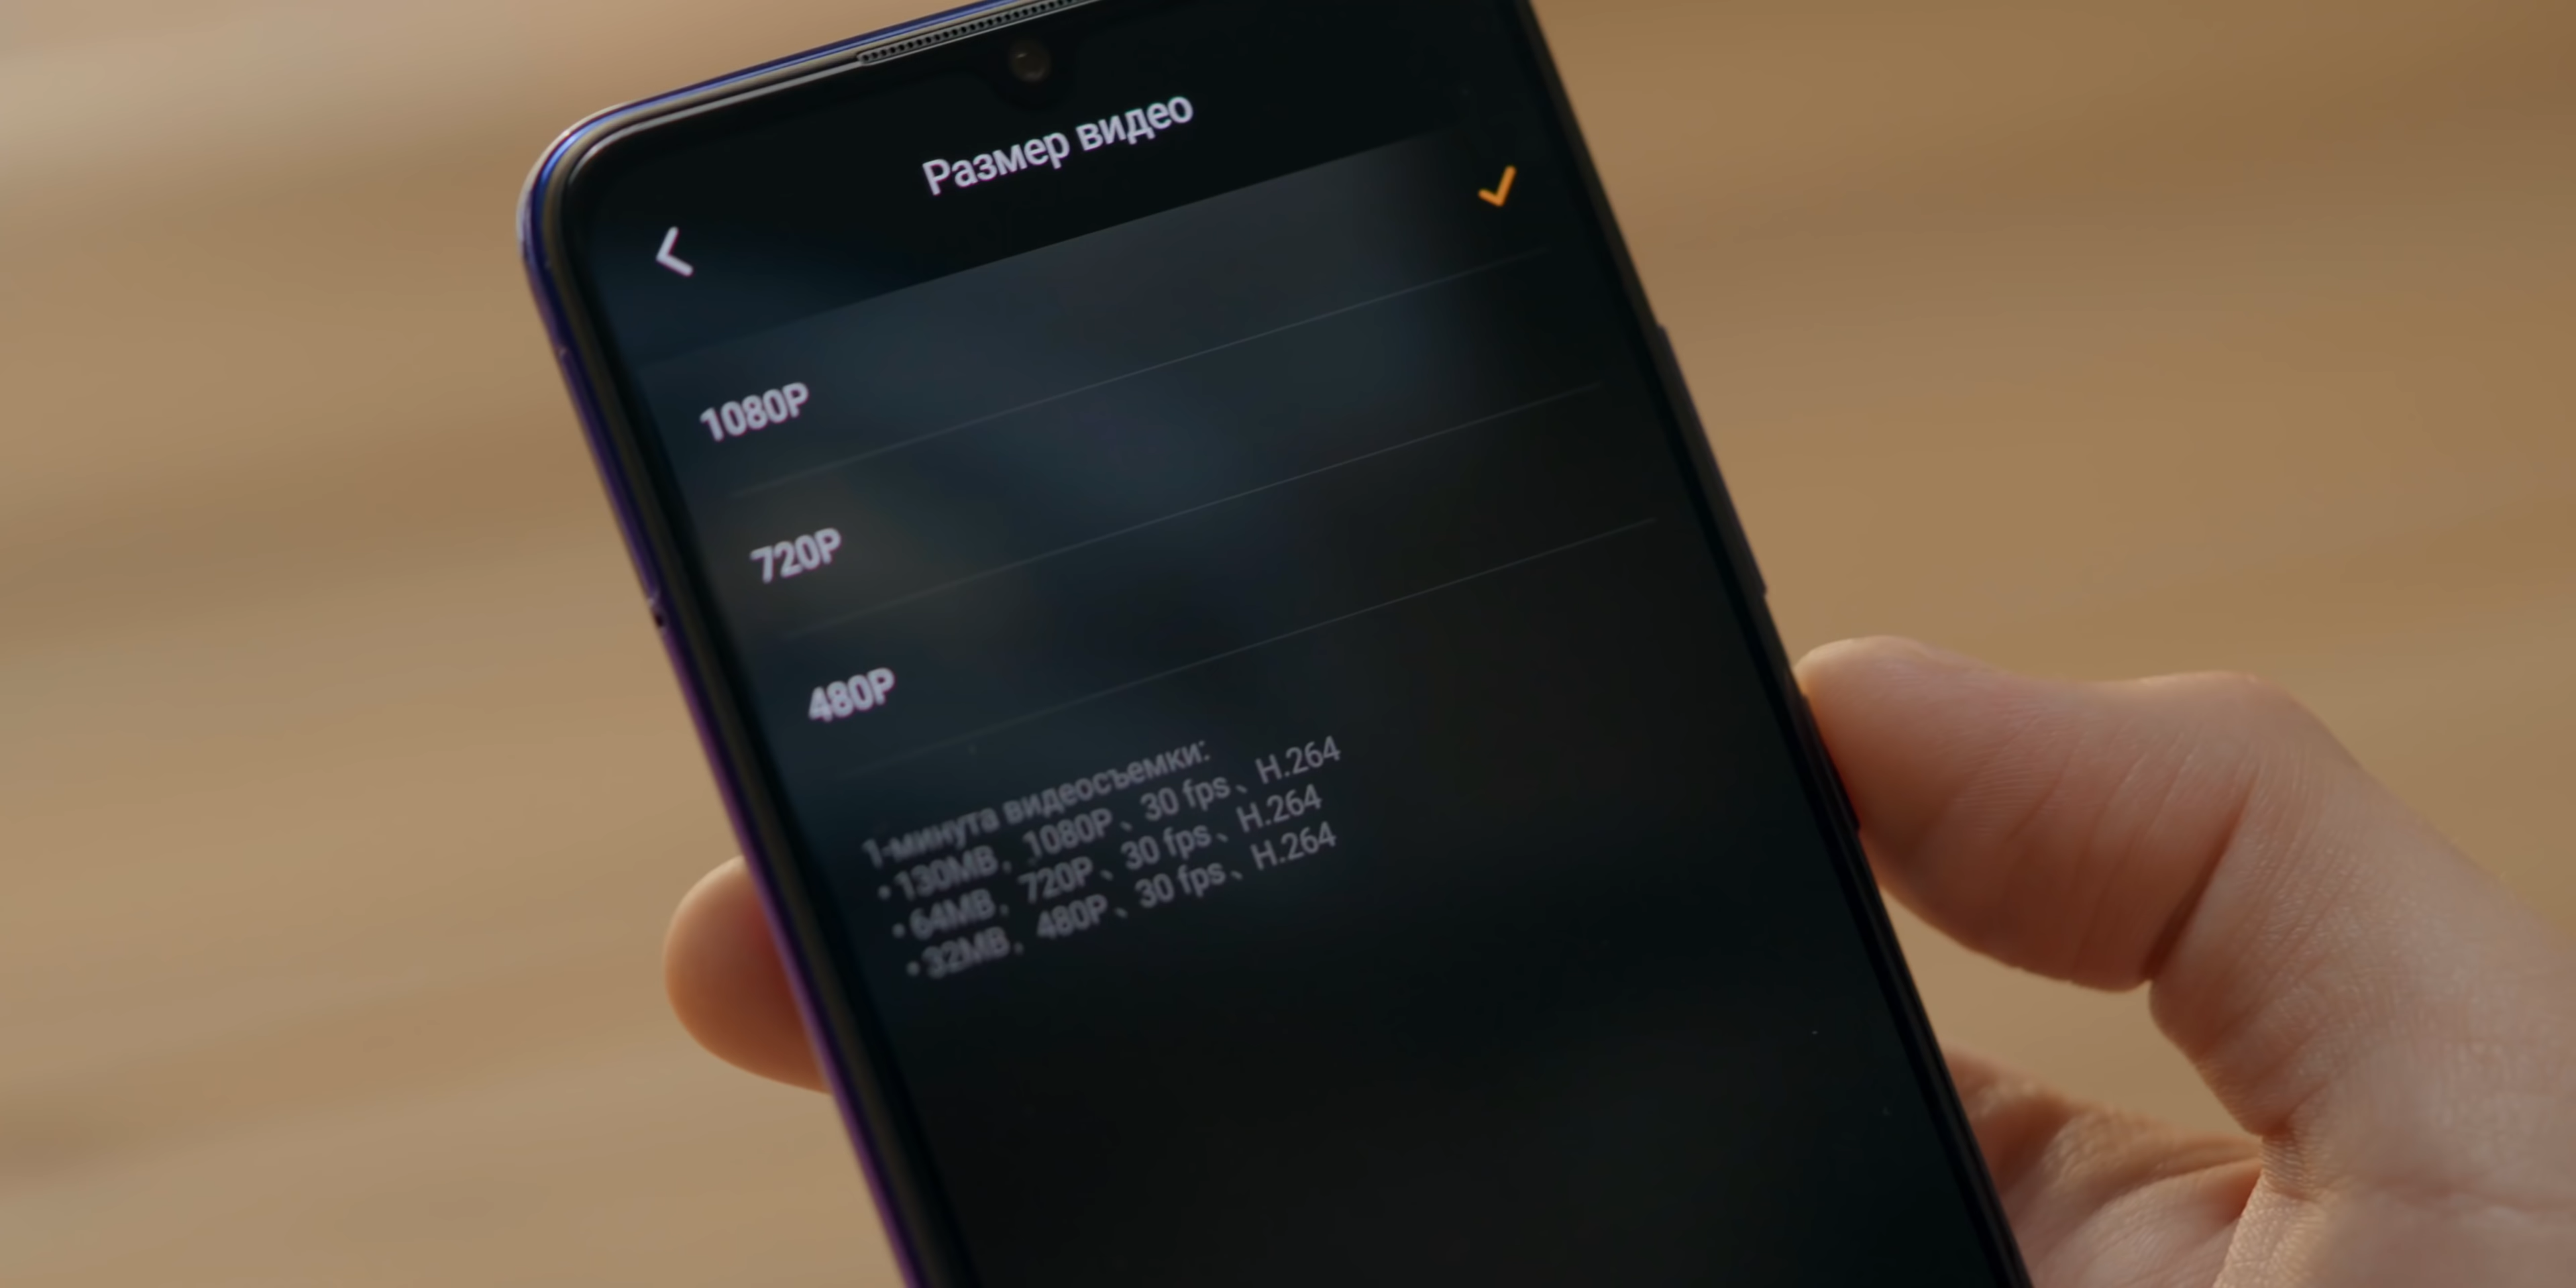 Размер видео
1080P
720P
480P
1-минута видеосъемки:
• 130MB， 1080P、30 fps、H.264
• 64MB， 720P、30 fps、H.264
• 32MB， 480P、30 fps、H.264